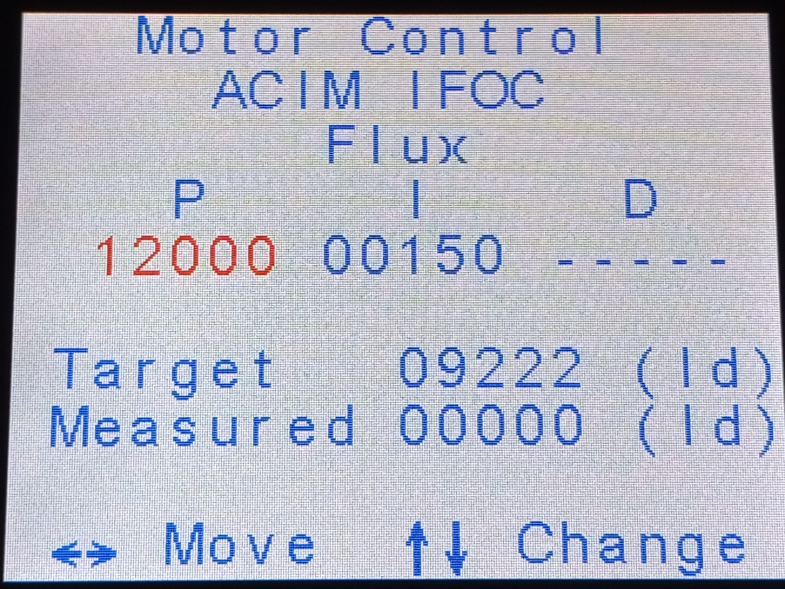 Motor Control
ACIM IFOC
Flux
P I D
12000 00150 -----
Target 09222 (Id)
Measured 00000 (Id)
↔ Move ↑↓ Change